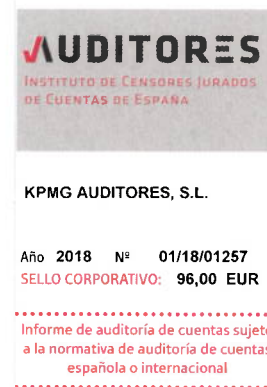 AUDITORES
INSTITUTO DE CENSORES JURADOS
DE CUENTAS DE ESPAÑA
KPMG AUDITORES, S.L.
Año 2018 Nº 01/18/01257
SELLO CORPORATIVO: 96,00 EUR
Informe de auditoría de cuentas sujeto
a la normativa de auditoría de cuentas
española o internacional